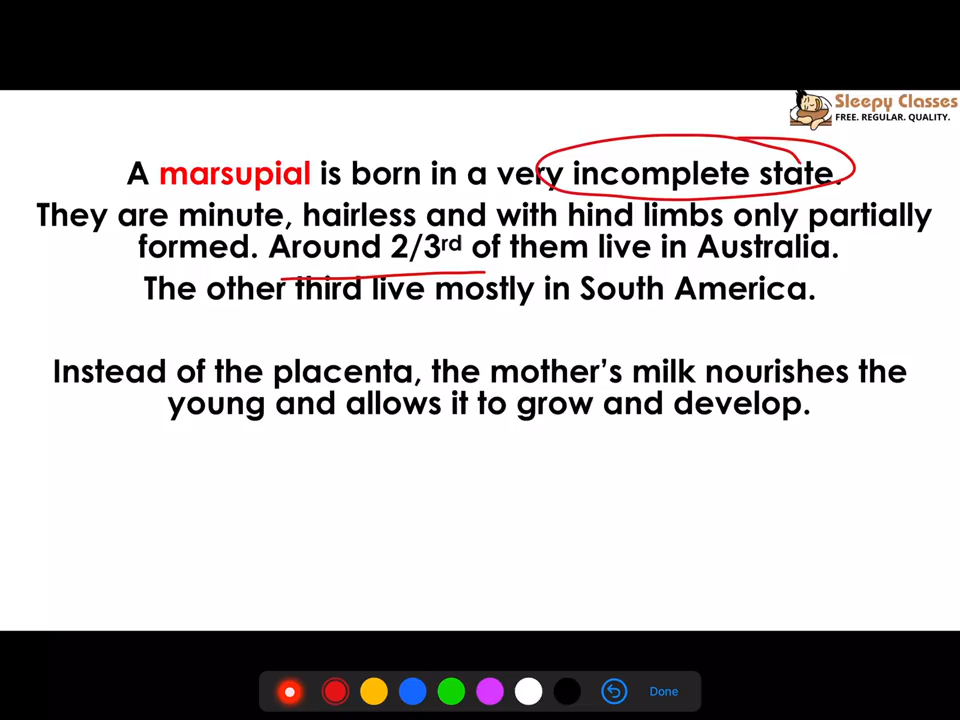 Sleepy Classes
FREE. REGULAR. QUALITY.
A marsupial is born in a very incomplete state.
They are minute, hairless and with hind limbs only partially
formed. Around 2/3rd of them live in Australia.
The other third live mostly in South America.
Instead of the placenta, the mother's milk nourishes the
young and allows it to grow and develop.
Done